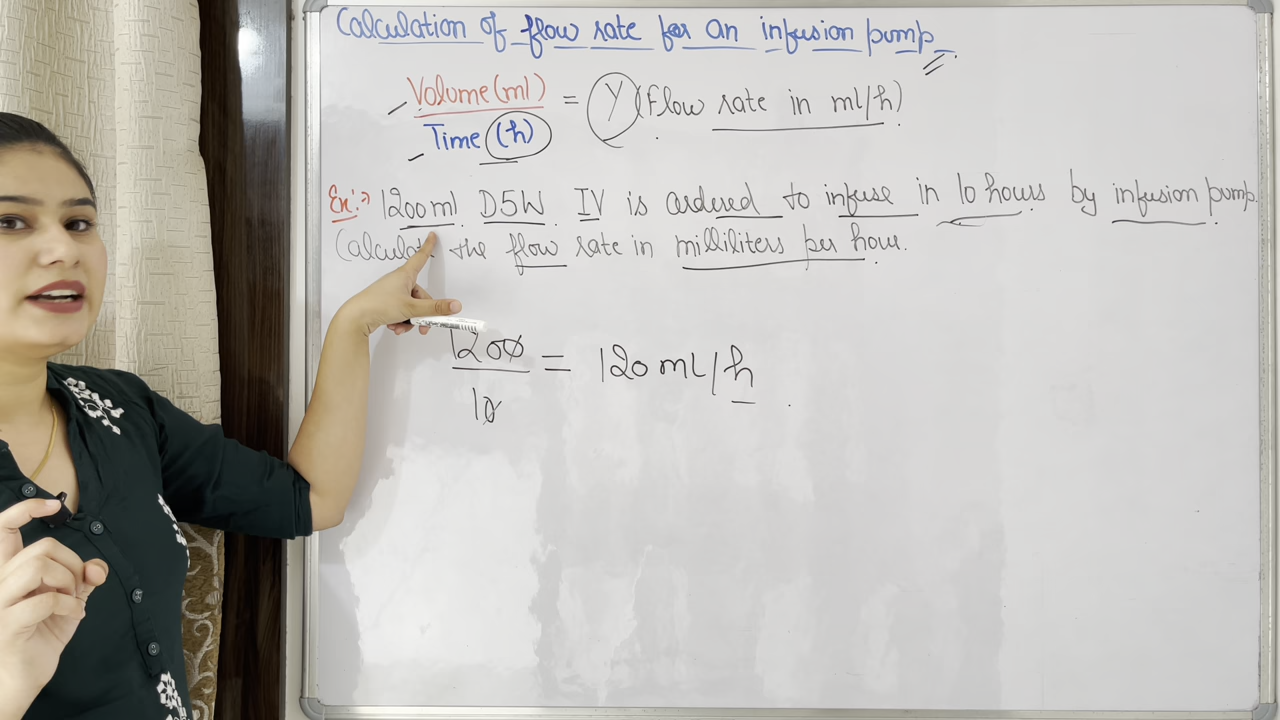 Calculation of flow rate for an infusion pump.
Volume (ml)
Time (h)
= Y (flow rate in ml/h)
Ex:→ 1200 ml D5W IV is ordered to infuse in 10 hours by infusion pump.
Calculate the flow rate in milliliters per hour.
1200
10
= 120 ml/h